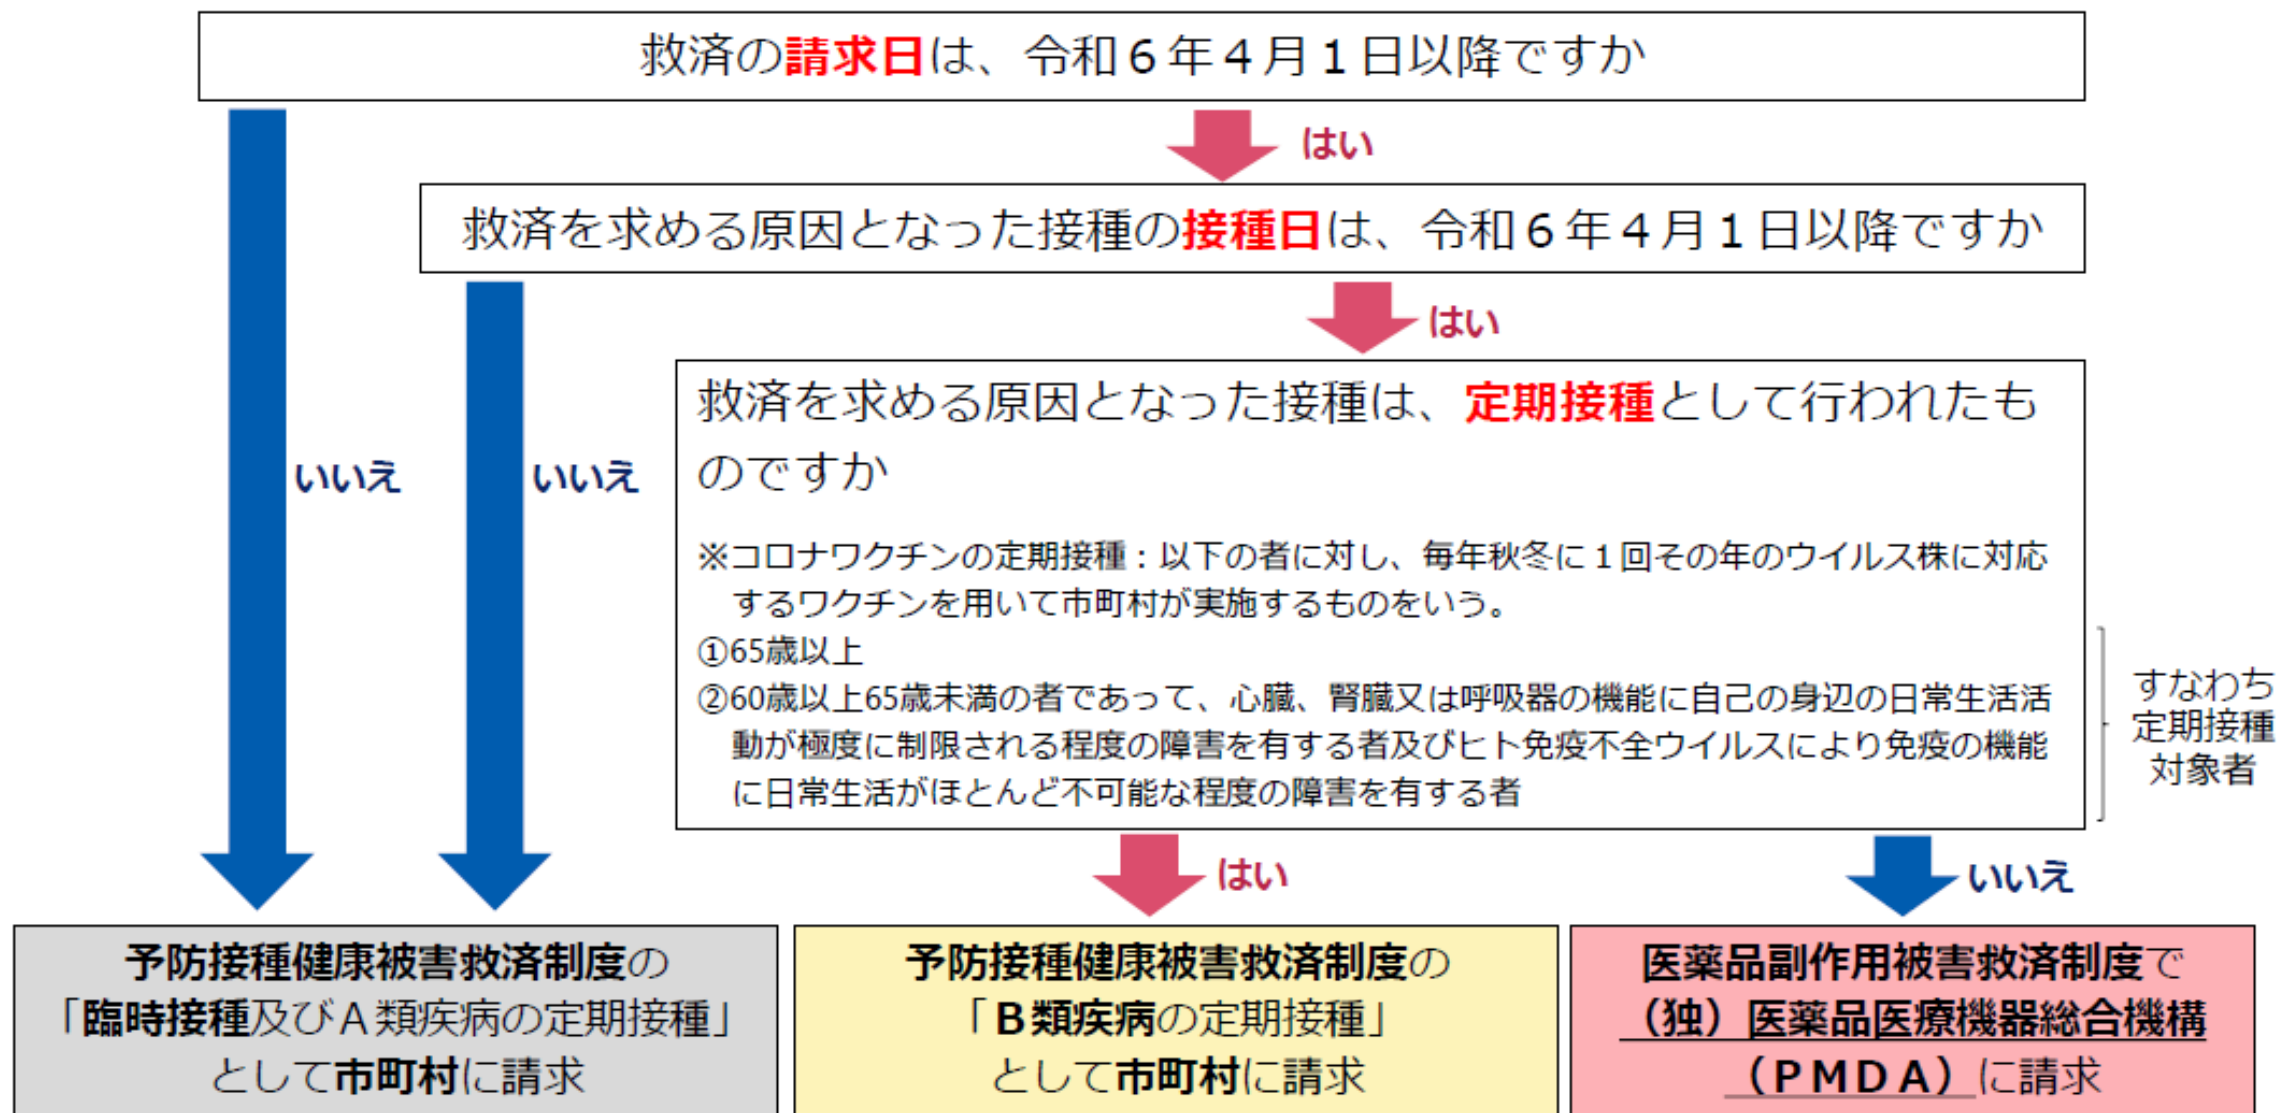 救済の請求日は、令和６年４月１日以降ですか
はい
救済を求める原因となった接種の接種日は、令和６年４月１日以降ですか
はい
いいえ
いいえ
救済を求める原因となった接種は、定期接種として行われたも
のですか
※コロナワクチンの定期接種：以下の者に対し、毎年秋冬に１回その年のウイルス株に対応
するワクチンを用いて市町村が実施するものをいう。
①65歳以上
②60歳以上65歳未満の者であって、心臓、腎臓又は呼吸器の機能に自己の身辺の日常生活活
動が極度に制限される程度の障害を有する者及びヒト免疫不全ウイルスにより免疫の機能
に日常生活がほとんど不可能な程度の障害を有する者
すなわち
定期接種
対象者
はい
いいえ
予防接種健康被害救済制度の
「臨時接種及びＡ類疾病の定期接種」
として市町村に請求
予防接種健康被害救済制度の
「Ｂ類疾病の定期接種」
として市町村に請求
医薬品副作用被害救済制度で
（独）医薬品医療機器総合機構
（ＰＭＤＡ）に請求